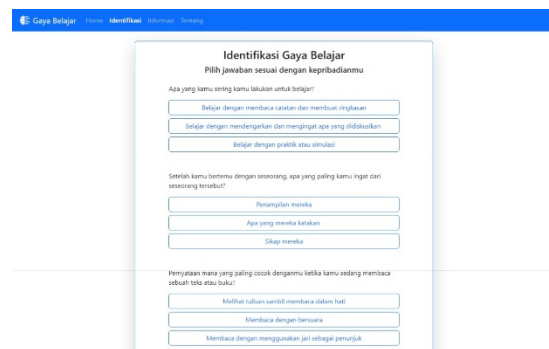 Gaya Belajar Home Identifikasi Informasi Tentang
Identifikasi Gaya Belajar
Pilih jawaban sesuai dengan kepribadianmu
Apa yang kamu sering kamu lakukan untuk belajar?
Belajar dengan membaca catatan dan membuat ringkasan
Belajar dengan mendengarkan dan mengingat apa yang didiskusikan
Belajar dengan praktik atau simulasi
Setelah kamu bertemu dengan seseorang, apa yang paling kamu ingat dari
seseorang tersebut?
Penampilan mereka
Apa yang mereka katakan
Sikap mereka
Pernyataan mana yang paling cocok denganmu ketika kamu sedang membaca
sebuah teks atau buku?
Melihat tulisan sambil membaca dalam hati
Membaca dengan bersuara
Membaca dengan menggunakan jari sebagai penunjuk